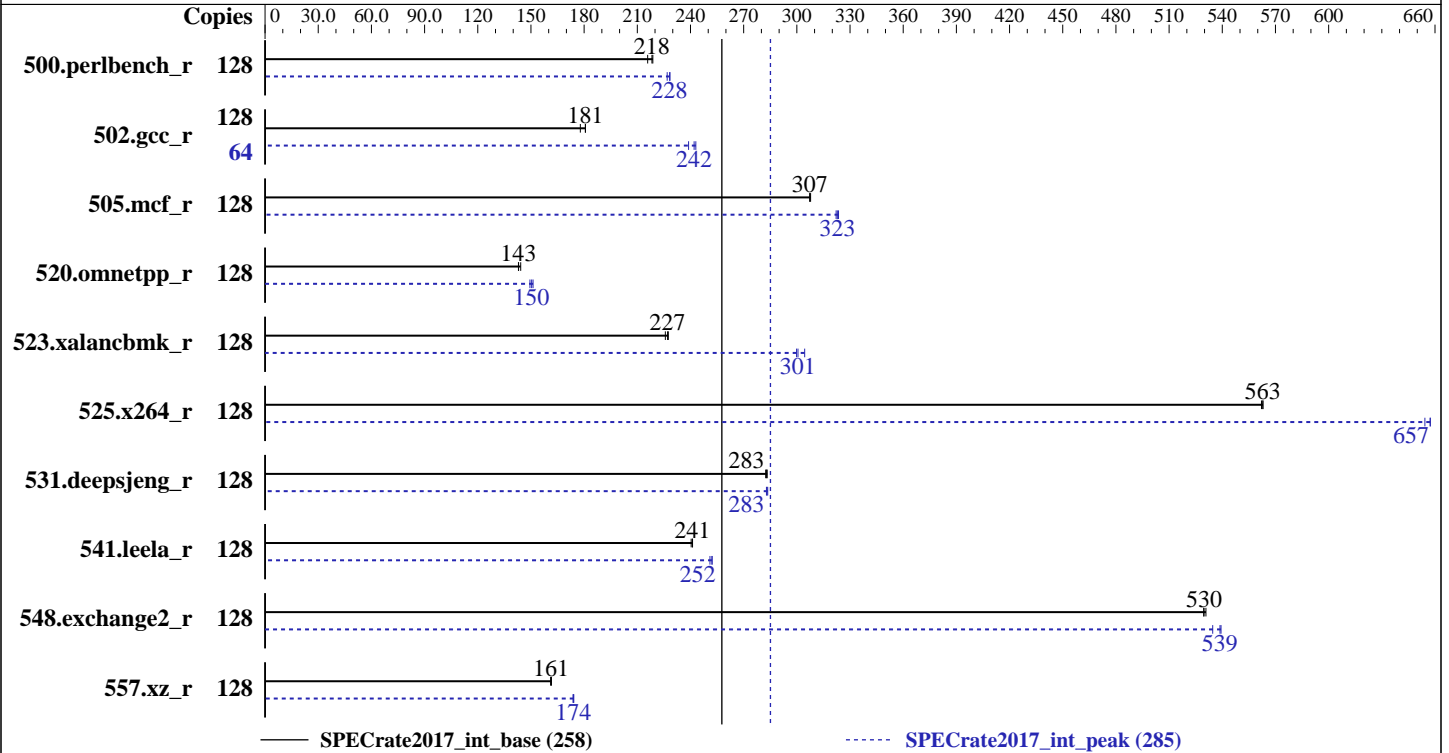 Copies 0 30.0 60.0 90.0 120 150 180 210 240 270 300 330 360 390 420 450 480 510 540 570 600 660
500.perlbench_r 128 218
228
502.gcc_r 128 181
64 242
505.mcf_r 128 307
323
520.omnetpp_r 128 143
150
523.xalancbmk_r 128 227
301
525.x264_r 128 563
657
531.deepsjeng_r 128 283
283
541.leela_r 128 241
252
548.exchange2_r 128 530
539
557.xz_r 128 161
174
SPECrate2017_int_base (258) SPECrate2017_int_peak (285)